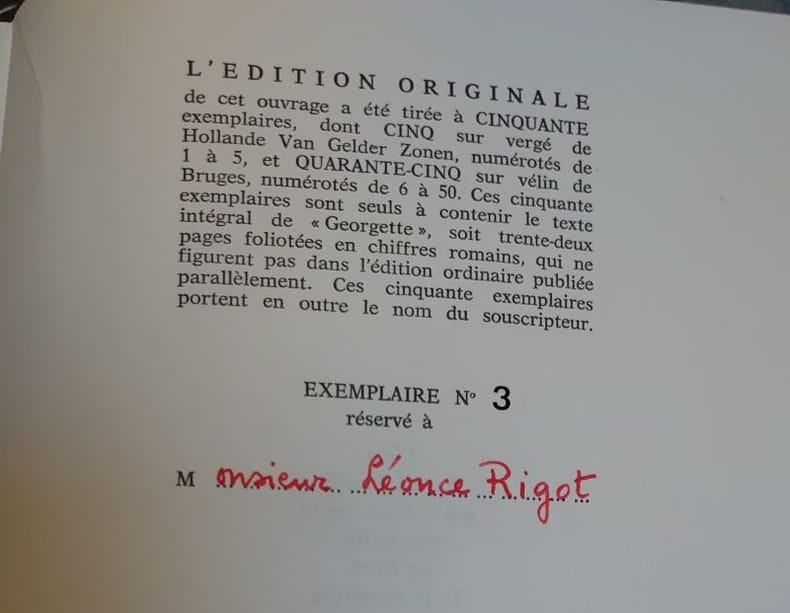 L'EDITION ORIGINALE
de cet ouvrage a été tirée à CINQUANTE
exemplaires, dont CINQ sur vergé de
Hollande Van Gelder Zonen, numérotés de
1 à 5, et QUARANTE-CINQ sur vélin de
Bruges, numérotés de 6 à 50. Ces cinquante
exemplaires sont seuls à contenir le texte
intégral de « Georgette », soit trente-deux
pages foliotées en chiffres romains, qui ne
figurent pas dans l'édition ordinaire publiée
parallèlement. Ces cinquante exemplaires
portent en outre le nom du souscripteur.
EXEMPLAIRE Nº 3
réservé à
Monsieur Léonce Rigot